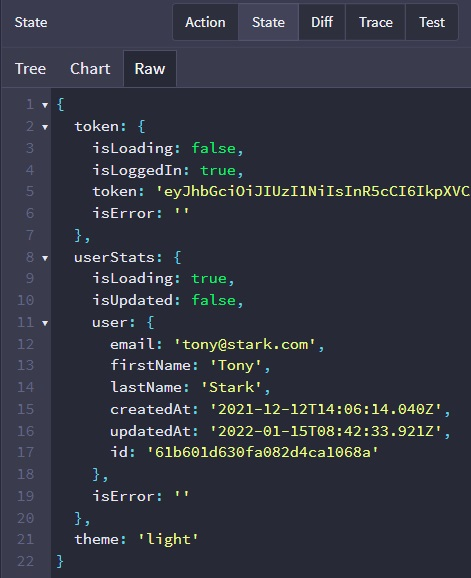 State
Action State Diff Trace Test
Tree Chart Raw
1 {
2 token: {
3 isLoading: false,
4 isLoggedIn: true,
5 token: 'eyJhbGciOiJIUzI1NiIsInR5cCI6IkpXVC
6 isError: ''
7 },
8 userStats: {
9 isLoading: true,
10 isUpdated: false,
11 user: {
12 email: 'tony@stark.com',
13 firstName: 'Tony',
14 lastName: 'Stark',
15 createdAt: '2021-12-12T14:06:14.040Z',
16 updatedAt: '2022-01-15T08:42:33.921Z',
17 id: '61b601d630fa082d4ca1068a'
18 },
19 isError: ''
20 },
21 theme: 'light'
22 }